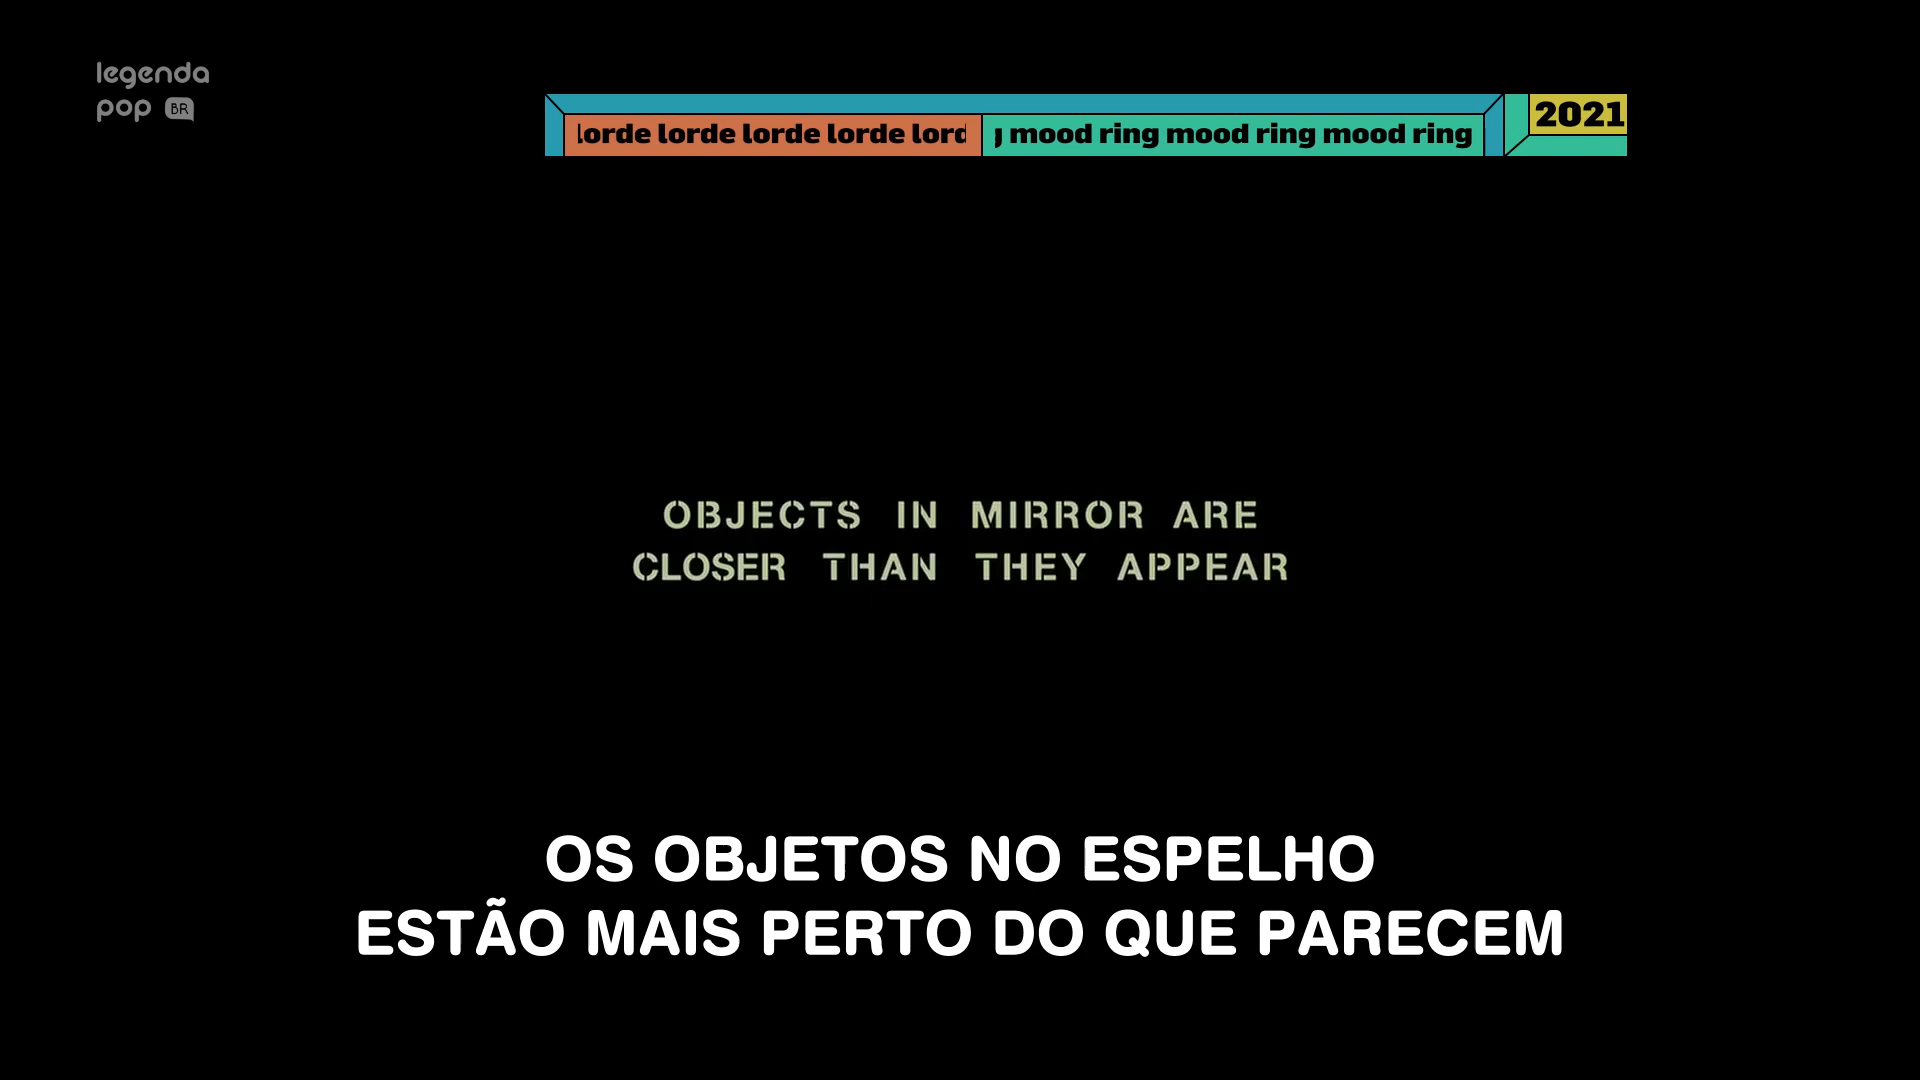 legenda
pop BR
lorde lorde lorde lorde lord
mood ring mood ring mood ring
2021
OBJECTS IN MIRROR ARE
CLOSER THAN THEY APPEAR
OS OBJETOS NO ESPELHO
ESTÃO MAIS PERTO DO QUE PARECEM